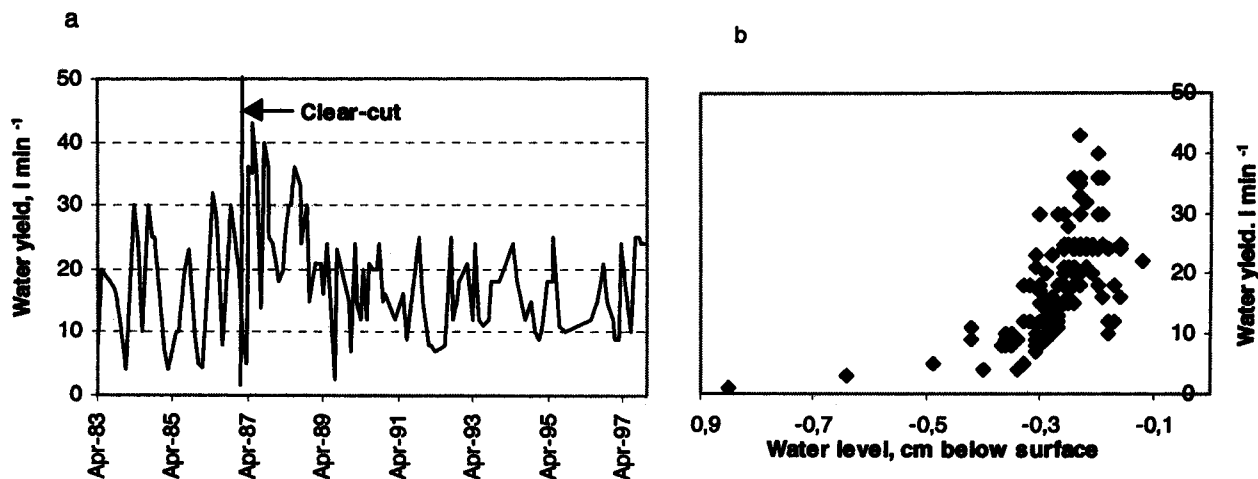 a
Water yield, l min -1
50
40
30
20
10
0
Clear-cut
Apr-83
Apr-85
Apr-87
Apr-89
Apr-91
Apr-93
Apr-95
Apr-97
b
50
40
30
20
10
0
Water yield. l min -1
0,9
-0,7
-0,5
-0,3
-0,1
Water level, cm below surface